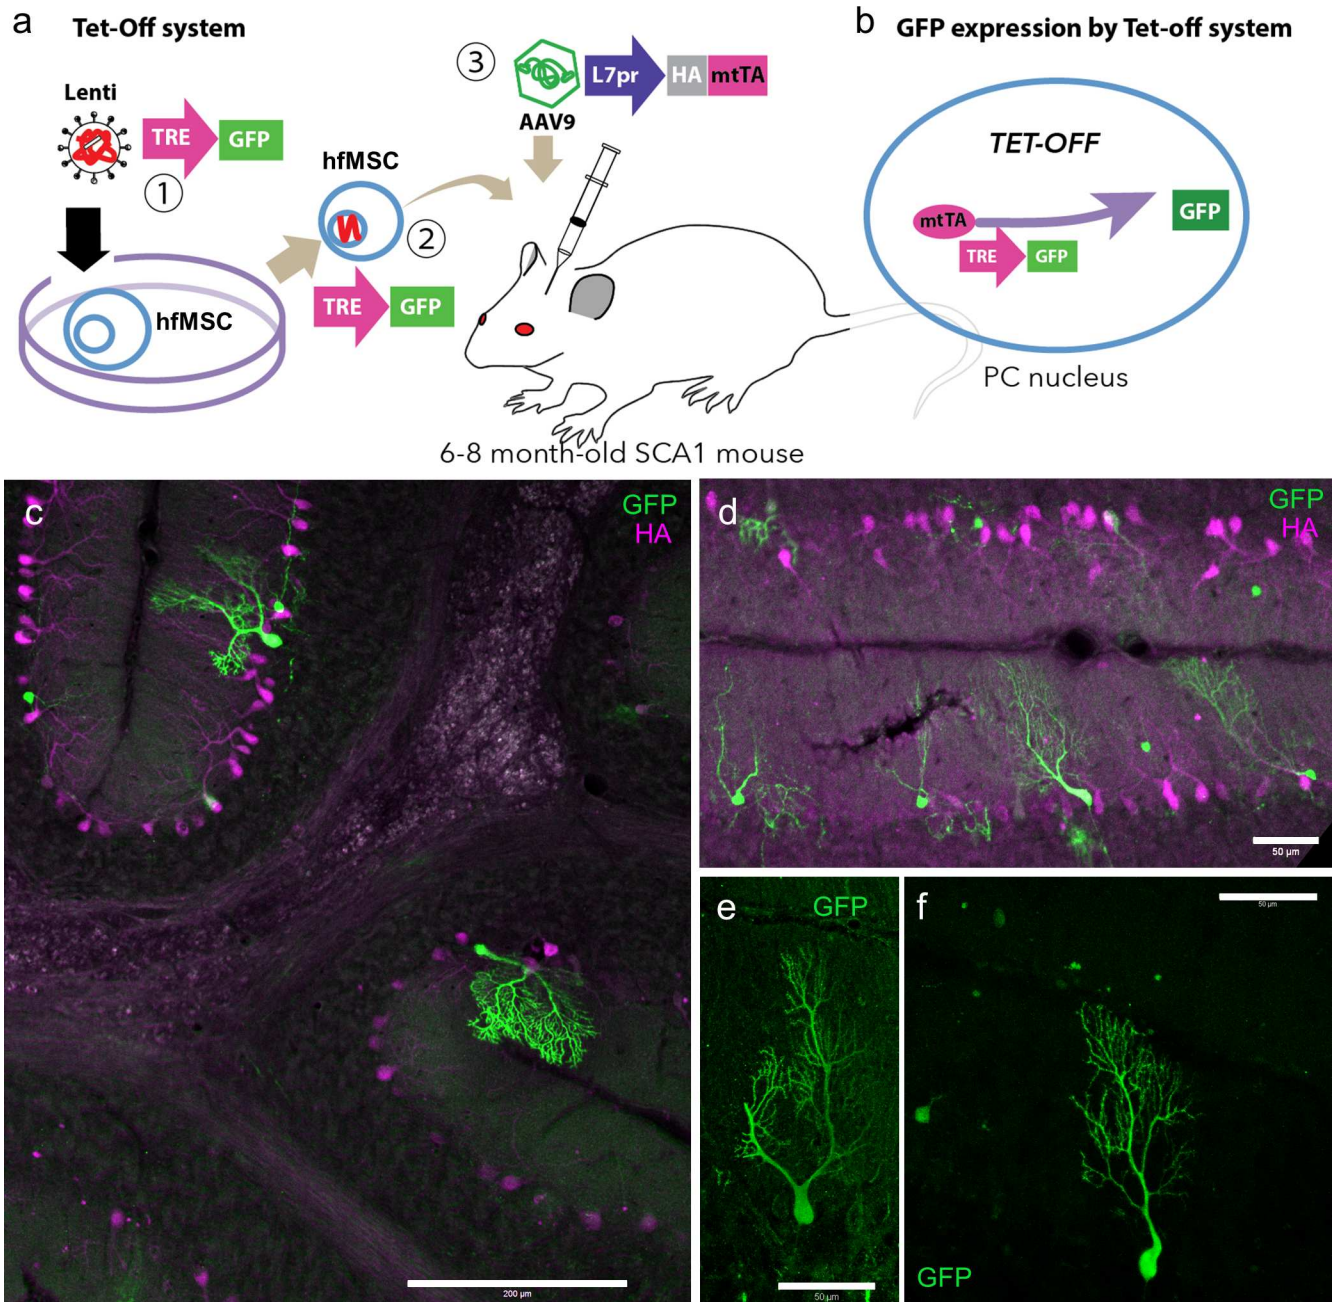 a
Tet-Off system
Lenti
TRE
GFP
1
hfMSC
hfMSC
2
TRE
GFP
3
AAV9
L7pr
HA
mtTA
6-8 month-old SCA1 mouse
b
GFP expression by Tet-off system
TET-OFF
mtTA
TRE
GFP
GFP
PC nucleus
c
GFP
HA
200 µm
d
GFP
HA
50 µm
e
GFP
50 µm
f
50 µm
GFP